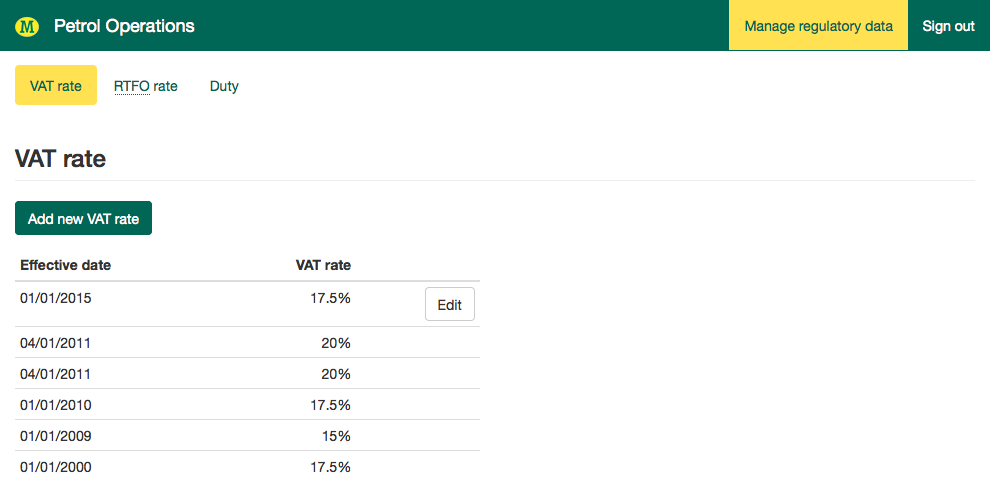 M Petrol Operations Manage regulatory data Sign out
VAT rate RTFO rate Duty
VAT rate
Add new VAT rate
Effective date VAT rate
01/01/2015 17.5% Edit
04/01/2011 20%
04/01/2011 20%
01/01/2010 17.5%
01/01/2009 15%
01/01/2000 17.5%